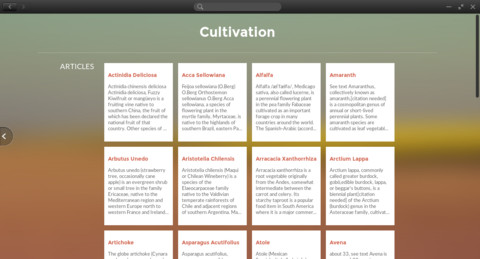 Cultivation
ARTICLES
Actinidia Deliciosa
Actinidia deliciosa
Actinidia deliciosa, Fuzzy
Kiwifruit or mangüeyo is a
fruiting vine native to
southern China, the fruit of
which has been declared the
national fruit of that
country. Other species of ...
Acca Sellowiana
Feijoa sellowiana (O.Berg)
O.Berg Orthostemon
sellowianus O.Berg Acca
sellowiana, a species of
flowering plant in the
myrtle family, Myrtaceae, is
native to the highlands of
southern Brazil, eastern Pa...
Alfalfa
Alfalfa /ælˈfælfə/, Medicago
sativa, also called lucerne, is
a perennial flowering plant
in the pea family Fabaceae
cultivated as an important
forage crop in many
countries around the world.
The Spanish-Arabic (accord...
Amaranth
See text Amaranthus,
collectively known as
amaranth,[citation needed]
is a cosmopolitan genus of
annual or short-lived
perennial plants. Some
amaranth species are
cultivated as leaf vegetabl...
Arbutus Unedo
Arbutus unedo (strawberry
tree, occasionally cane
apple) is an evergreen shrub
or small tree in the family
Ericaceae, native to the
Mediterranean region and
western Europe north to
western France and Ireland...
Aristotelia Chilensis
Aristotelia chilensis (Maqui
or Chilean Wineberry) is a
species of the
Elaeocarpaceae family
native to the Valdivian
temperate rainforests of
Chile and adjacent regions
of southern Argentina. Ma...
Arracacia Xanthorrhiza
Arracacia xanthorrhiza is a
root vegetable originally
from the Andes, somewhat
intermediate between the
carrot and celery. Its
starchy taproot is a popular
food item in South America
where it is a major commer...
Arctium Lappa
Arctium lappa, commonly
called greater burdock,
gobō,edible burdock, lappa,
or beggar's buttons, is a
biennial plant[citation
needed] of the Arctium
(burdock) genus in the
Asteraceae family, cultivat...
Artichoke
The globe artichoke (Cynara
Asparagus Acutifolius
Asparagus acutifolius,
Atole
Atole (Mexican
Avena
about 33, see text Avena is